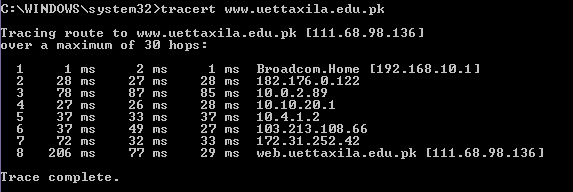 C:\WINDOWS\system32>tracert www.uettaxila.edu.pk
Tracing route to www.uettaxila.edu.pk [111.68.98.136]
over a maximum of 30 hops:
1 1 ms 2 ms 1 ms Broadcom.Home [192.168.10.1]
2 28 ms 27 ms 28 ms 182.176.0.122
3 78 ms 87 ms 85 ms 10.0.2.89
4 27 ms 26 ms 28 ms 10.10.20.1
5 37 ms 33 ms 37 ms 10.4.1.2
6 37 ms 49 ms 27 ms 103.213.108.66
7 72 ms 32 ms 33 ms 172.31.252.42
8 206 ms 77 ms 29 ms web.uettaxila.edu.pk [111.68.98.136]
Trace complete.